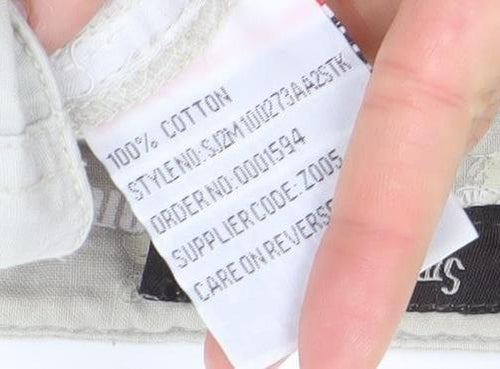 100% COTTON
STYLE NO: SJ2M100273AA2STK
ORDER NO: 0001594
SUPPLIER CODE: Z005
CARE ON REVERSE